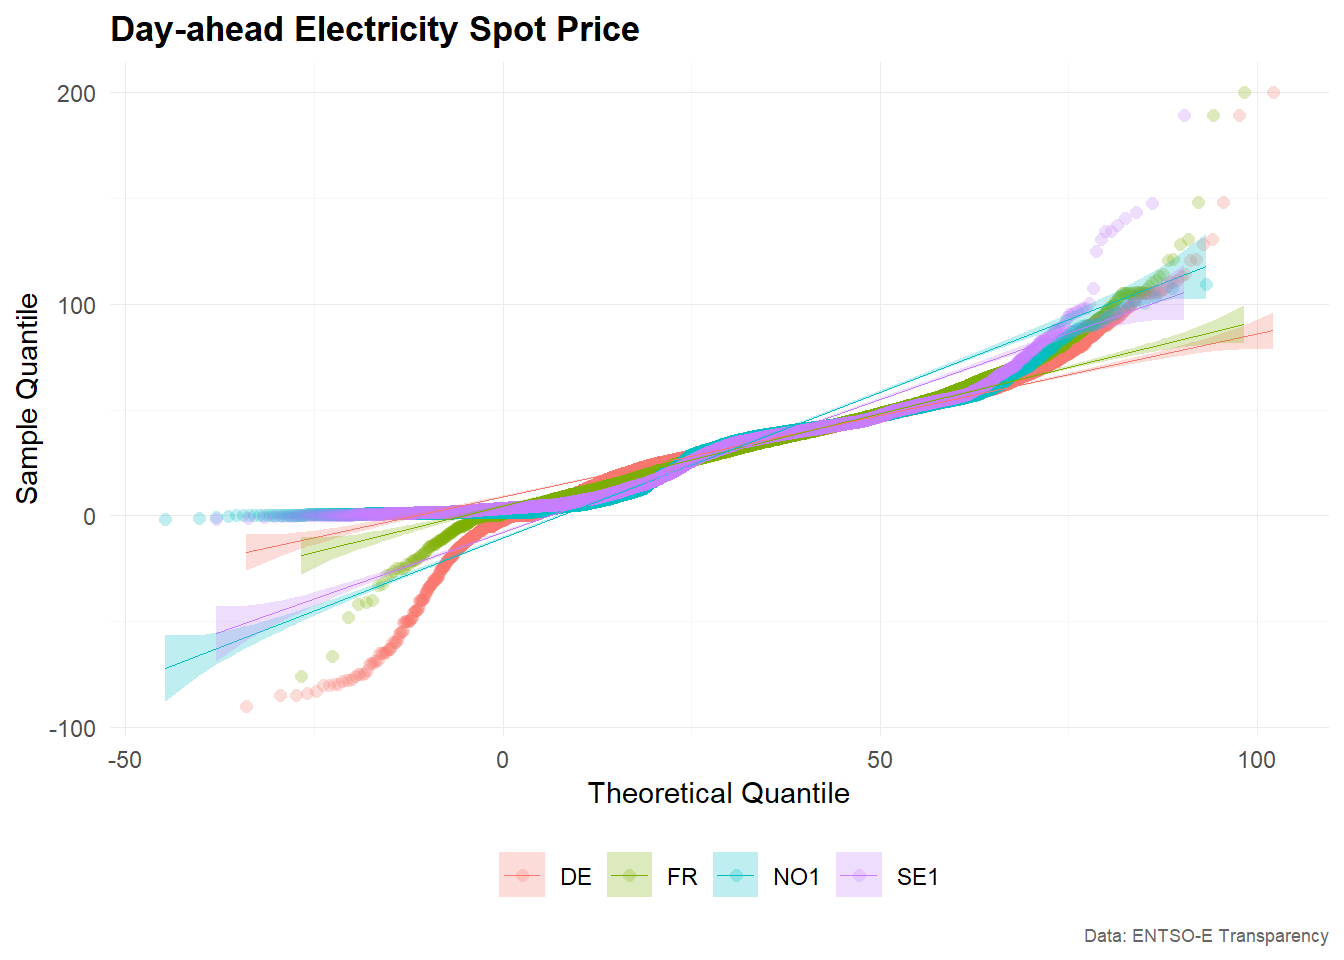 Day-ahead Electricity Spot Price
200
100
0
-100
Sample Quantile
-50 0 50 100
Theoretical Quantile
DE FR NO1 SE1
Data: ENTSO-E Transparency